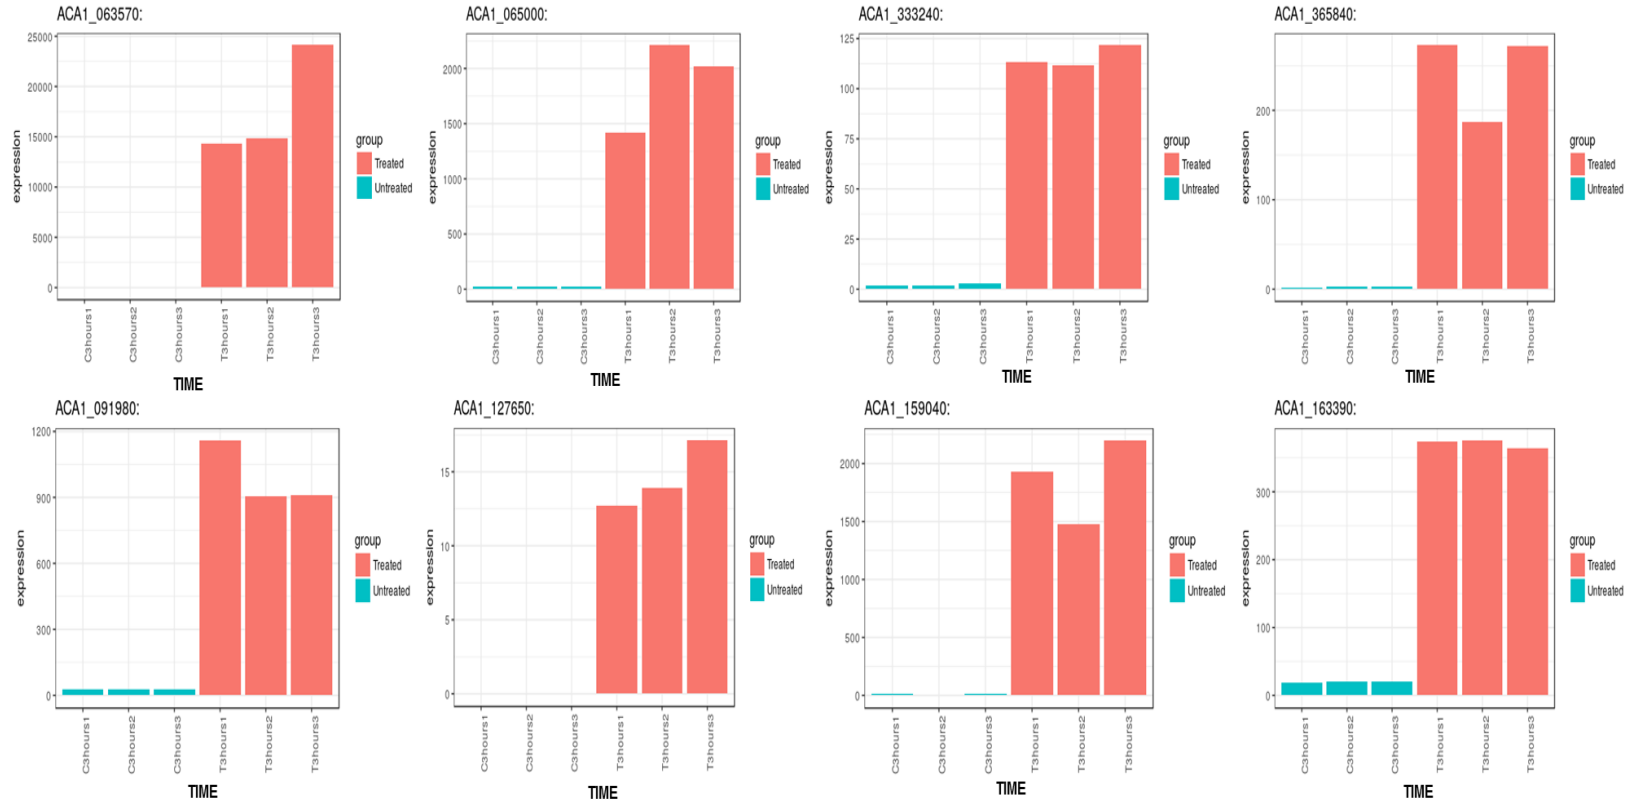 ACA1_063570:
expression
25000
20000
15000
10000
5000
0
C3hours1
C3hours2
C3hours3
T3hours1
T3hours2
T3hours3
TIME
group
Treated
Untreated
ACA1_065000:
expression
2000
1500
1000
500
0
C3hours1
C3hours2
C3hours3
T3hours1
T3hours2
T3hours3
TIME
group
Treated
Untreated
ACA1_333240:
expression
125
100
75
50
25
0
C3hours1
C3hours2
C3hours3
T3hours1
T3hours2
T3hours3
TIME
group
Treated
Untreated
ACA1_365840:
expression
200
100
0
C3hours1
C3hours2
C3hours3
T3hours1
T3hours2
T3hours3
TIME
group
Treated
Untreated
ACA1_091980:
expression
1200
900
600
300
0
C3hours1
C3hours2
C3hours3
T3hours1
T3hours2
T3hours3
TIME
group
Treated
Untreated
ACA1_127650:
expression
15
10
5
0
C3hours1
C3hours2
C3hours3
T3hours1
T3hours2
T3hours3
TIME
group
Treated
Untreated
ACA1_159040:
expression
2000
1500
1000
500
0
C3hours1
C3hours2
C3hours3
T3hours1
T3hours2
T3hours3
TIME
group
Treated
Untreated
ACA1_163390:
expression
300
200
100
0
C3hours1
C3hours2
C3hours3
T3hours1
T3hours2
T3hours3
TIME
group
Treated
Untreated